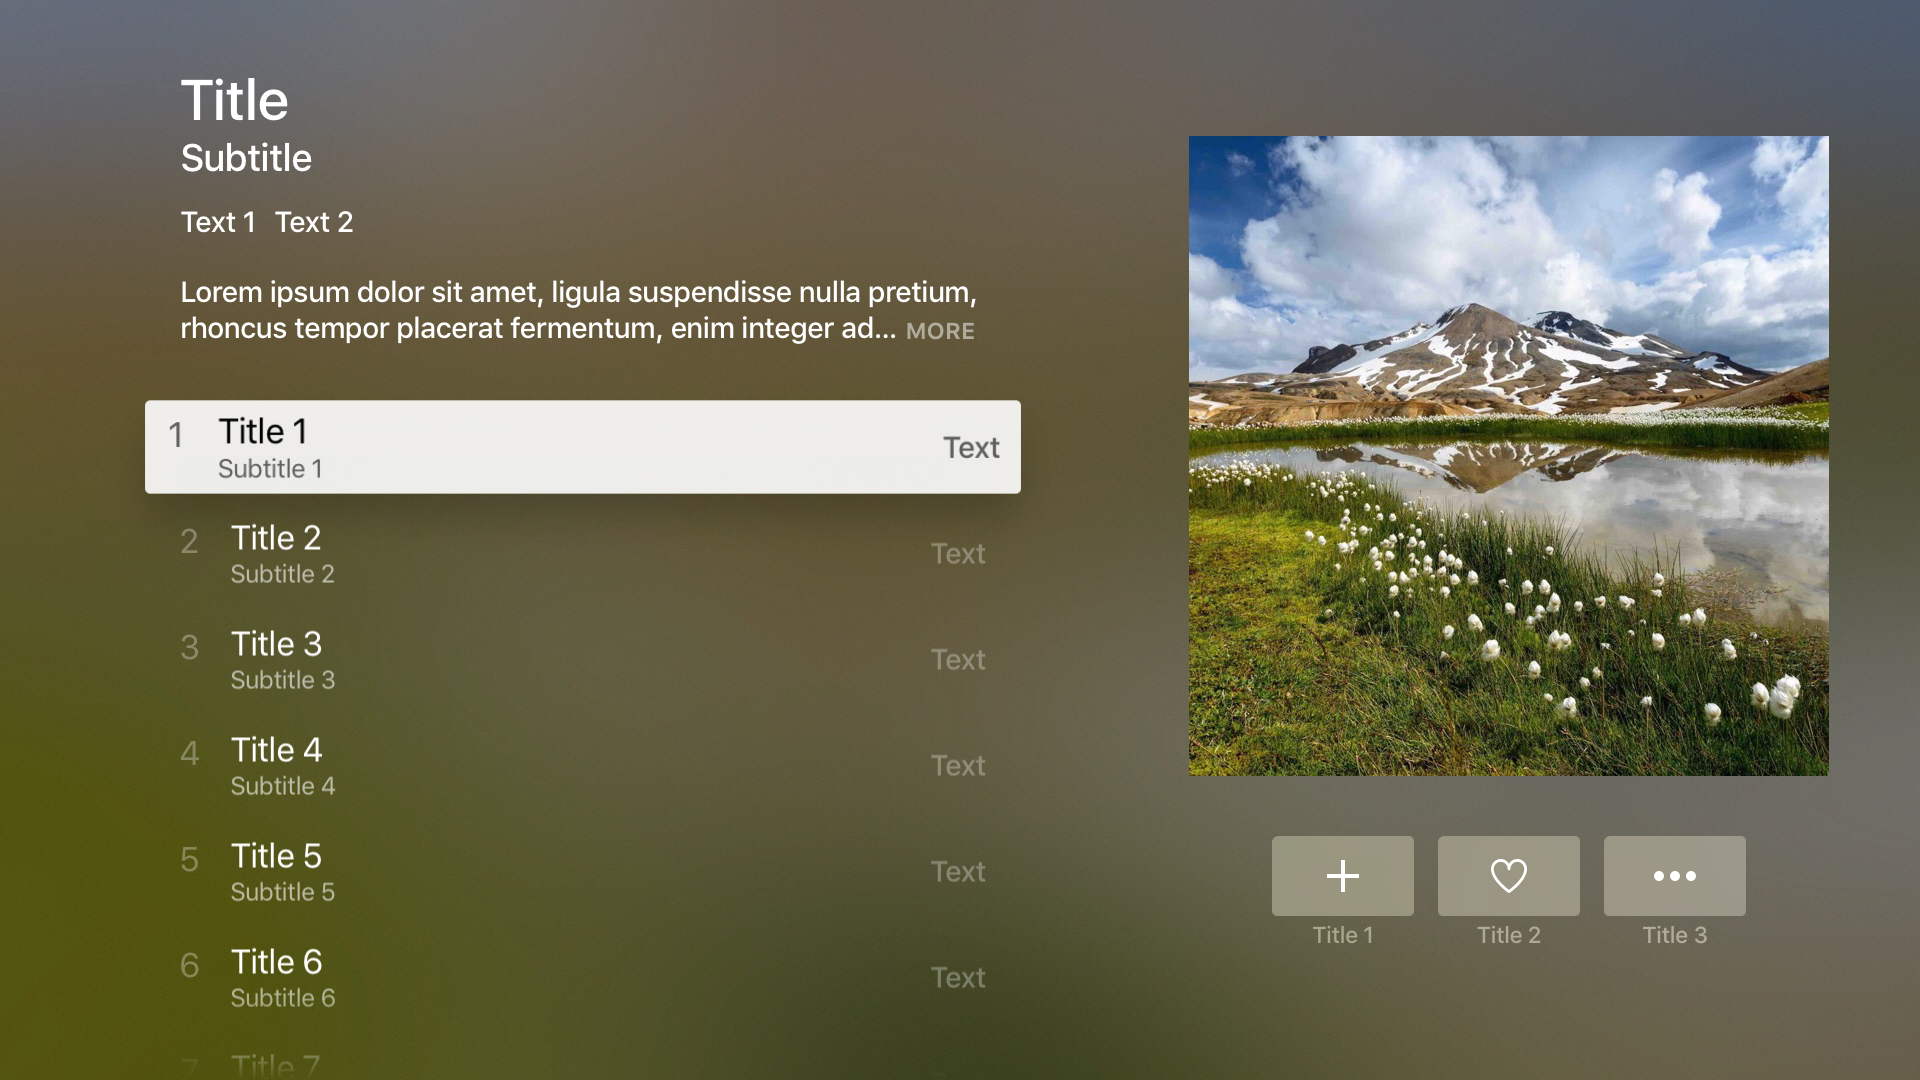 Title
Subtitle
Text 1 Text 2
Lorem ipsum dolor sit amet, ligula suspendisse nulla pretium,
rhoncus tempor placerat fermentum, enim integer ad... MORE
1 Title 1 Text
Subtitle 1
2 Title 2 Text
Subtitle 2
3 Title 3 Text
Subtitle 3
4 Title 4 Text
Subtitle 4
5 Title 5 Text
Subtitle 5
6 Title 6 Text
Subtitle 6
7 Title 7
Title 1 Title 2 Title 3